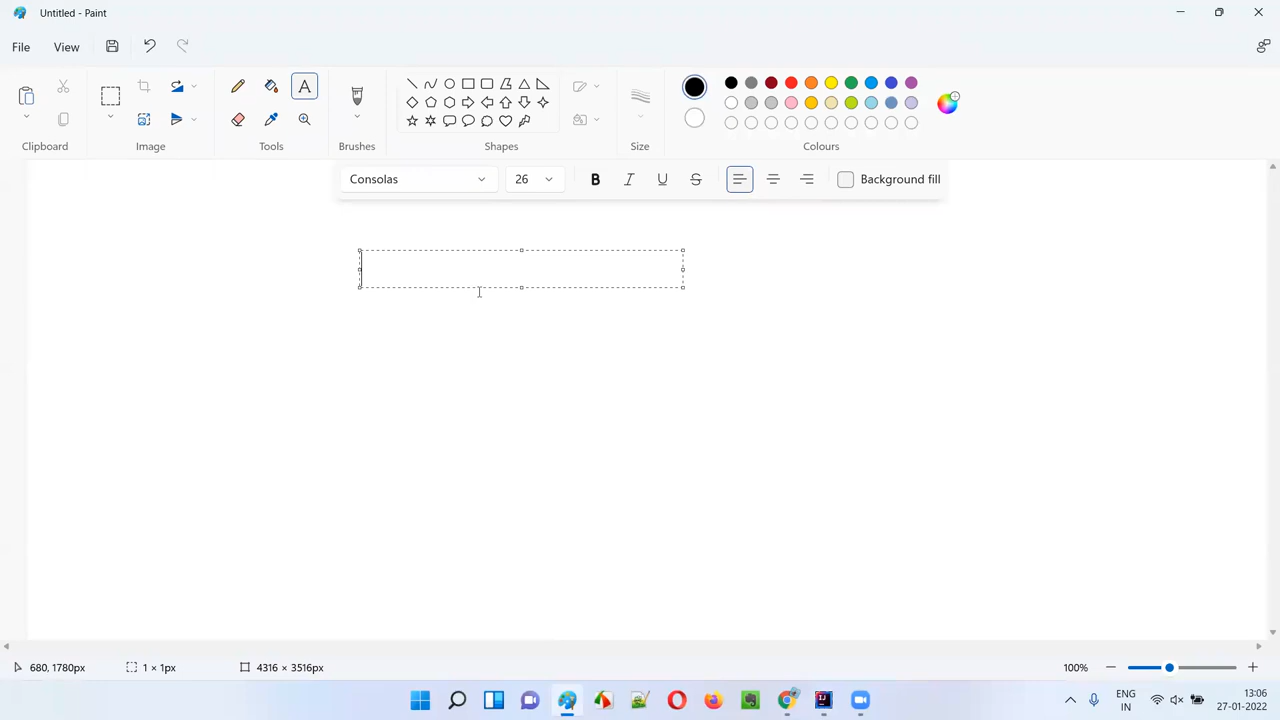 Untitled - Paint
File View
Consolas 26 B I U Background fill
Clipboard Image Tools Brushes Shapes Size Colours
680, 1780px 1 × 1px 4316 × 3516px 100%
ENG
IN
13:06
27-01-2022